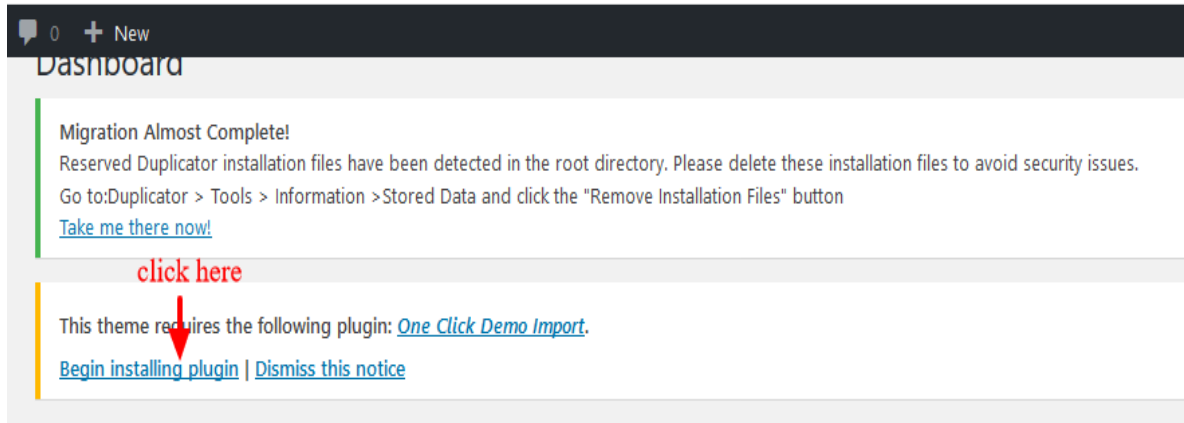 0 + New
Dashboard
Migration Almost Complete!
Reserved Duplicator installation files have been detected in the root directory. Please delete these installation files to avoid security issues.
Go to:Duplicator > Tools > Information >Stored Data and click the "Remove Installation Files" button
Take me there now!
click here
This theme requires the following plugin: One Click Demo Import.
Begin installing plugin | Dismiss this notice